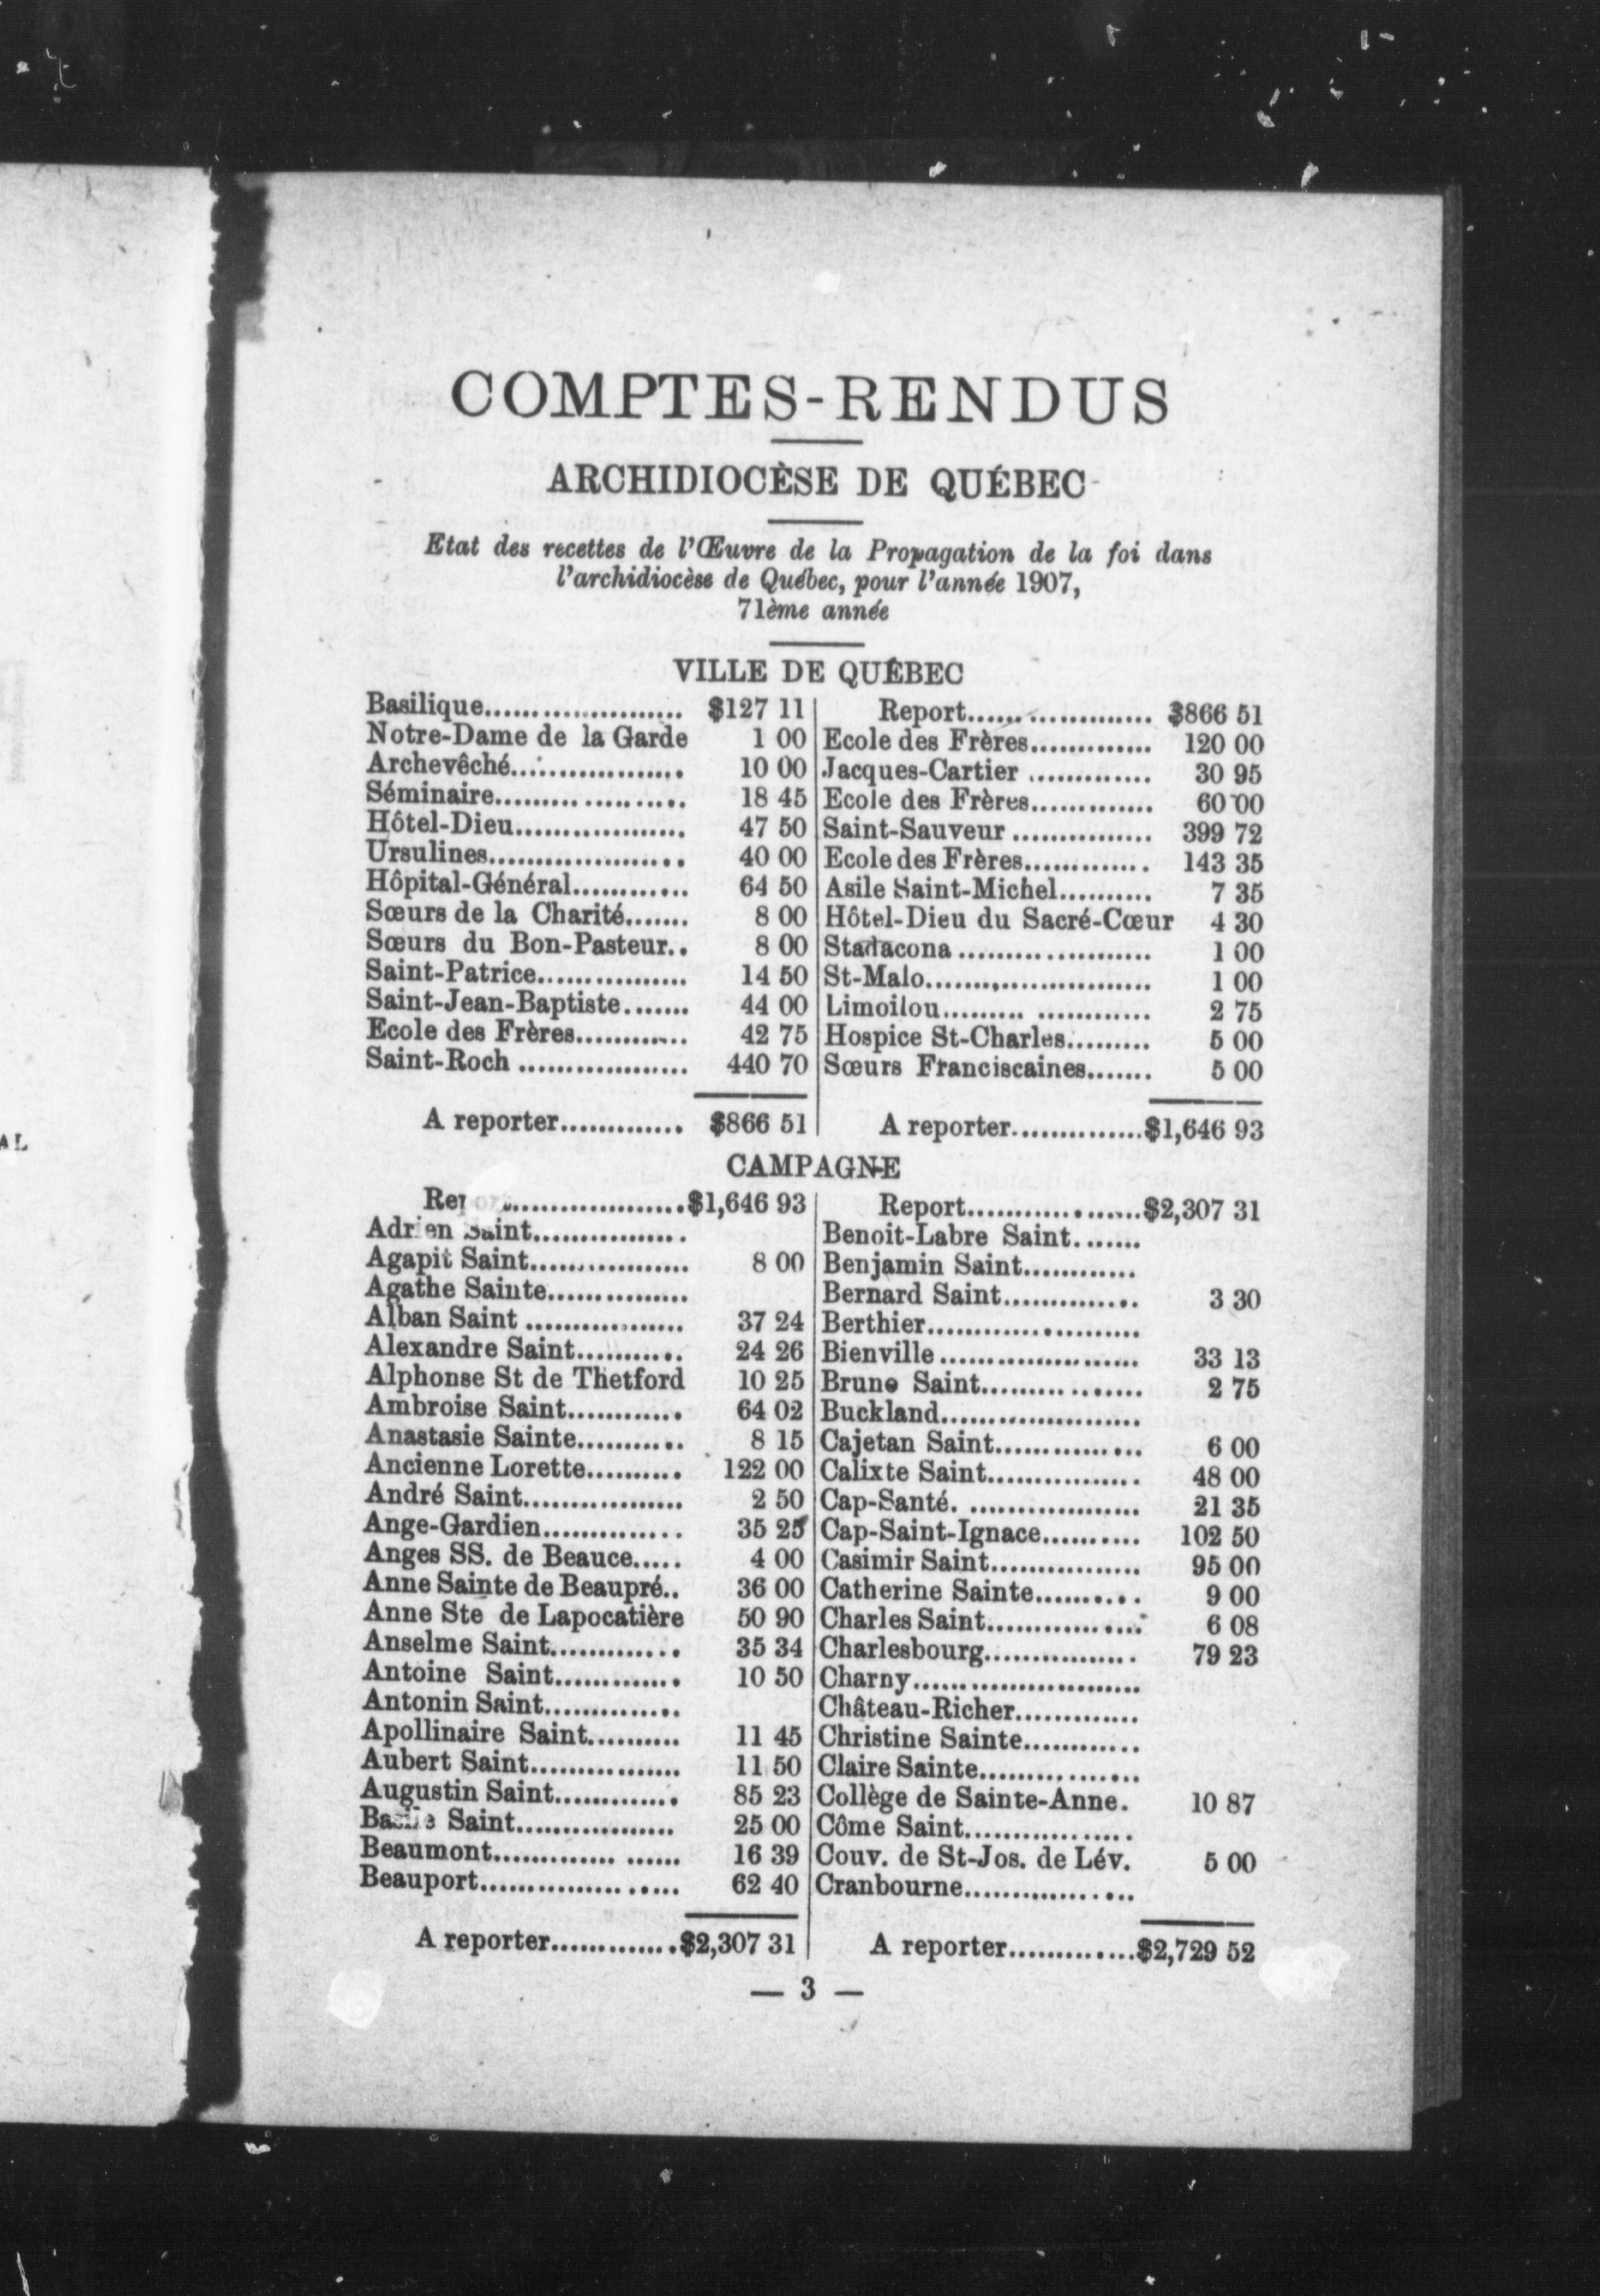 AL
COMPTES-RENDUS
ARCHIDIOCÈSE DE QUÉBEC
Etat des recettes de l'Œuvre de la Propagation de la foi dans
l'archidiocèse de Québec, pour l'année 1907,
71ème année
VILLE DE QUÉBEC
Basilique..................... $127 11
Notre-Dame de la Garde 1 00
Archevêché.................. 10 00
Séminaire.................... 18 45
Hôtel-Dieu.................. 47 50
Ursulines.................... 40 00
Hôpital-Général............ 64 50
Sœurs de la Charité....... 8 00
Sœurs du Bon-Pasteur.. 8 00
Saint-Patrice................ 14 50
Saint-Jean-Baptiste....... 44 00
Ecole des Frères............ 42 75
Saint-Roch .................. 440 70
A reporter............. $866 51
Report.................... $866 51
Ecole des Frères............. 120 00
Jacques-Cartier ............. 30 95
Ecole des Frères............. 60 00
Saint-Sauveur ............... 399 72
Ecole des Frères............. 143 35
Asile Saint-Michel.......... 7 35
Hôtel-Dieu du Sacré-Cœur 4 30
Stadacona ..................... 1 00
St-Malo........................ 1 00
Limoilou......... ............ 2 75
Hospice St-Charles......... 5 00
Sœurs Franciscaines....... 5 00
A reporter...............$1,646 93
CAMPAGNE
Rep ...................$1,646 93
Adrien Saint................
Agapit Saint................. 8 00
Agathe Sainte...............
Alban Saint ................. 37 24
Alexandre Saint........... 24 26
Alphonse St de Thetford 10 25
Ambroise Saint............ 64 02
Anastasie Sainte........... 8 15
Ancienne Lorette.......... 122 00
André Saint................. 2 50
Ange-Gardien.............. 35 25
Anges SS. de Beauce..... 4 00
Anne Sainte de Beaupré.. 36 00
Anne Ste de Lapocatière 50 90
Anselme Saint............. 35 34
Antoine Saint............. 10 50
Antonin Saint..............
Apollinaire Saint.......... 11 45
Aubert Saint................ 11 50
Augustin Saint............. 85 23
Basile Saint................. 25 00
Beaumont............. ...... 16 39
Beauport..................... 62 40
A reporter.............$2,307 31
Report...................$2,307 31
Benoit-Labre Saint.......
Benjamin Saint............
Bernard Saint.............. 3 30
Berthier.......................
Bienville ..................... 33 13
Bruno Saint................. 2 75
Buckland.....................
Cajetan Saint............... 6 00
Calixte Saint................ 48 00
Cap-Santé. .................. 21 35
Cap-Saint-Ignace.......... 102 50
Casimir Saint................ 95 00
Catherine Sainte........... 9 00
Charles Saint................ 6 08
Charlesbourg................ 79 23
Charny........................
Château-Richer.............
Christine Sainte............
Claire Sainte................
Collège de Sainte-Anne. 10 87
Côme Saint.................
Couv. de St-Jos. de Lév. 5 00
Cranbourne..................
A reporter.............$2,729 52
— 3 —